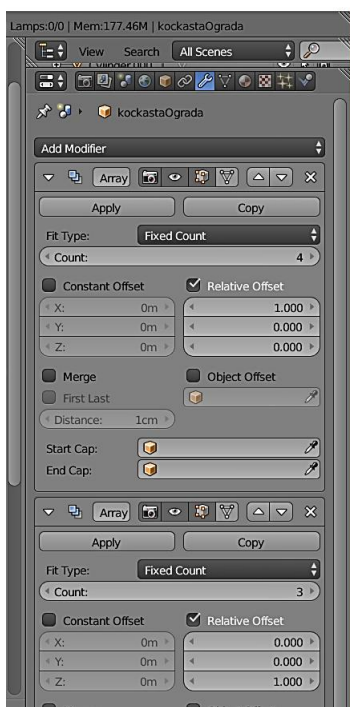 Lamps:0/0 | Mem:177.46M | kockastaOgrada
View Search All Scenes
kockastaOgrada
Add Modifier
Array
Apply Copy
Fit Type: Fixed Count
Count: 4
Constant Offset Relative Offset
X: 0m 1.000
Y: 0m 0.000
Z: 0m 0.000
Merge Object Offset
First Last
Distance: 1cm
Start Cap:
End Cap:
Array
Apply Copy
Fit Type: Fixed Count
Count: 3
Constant Offset Relative Offset
X: 0m 0.000
Y: 0m 0.000
Z: 0m 1.000